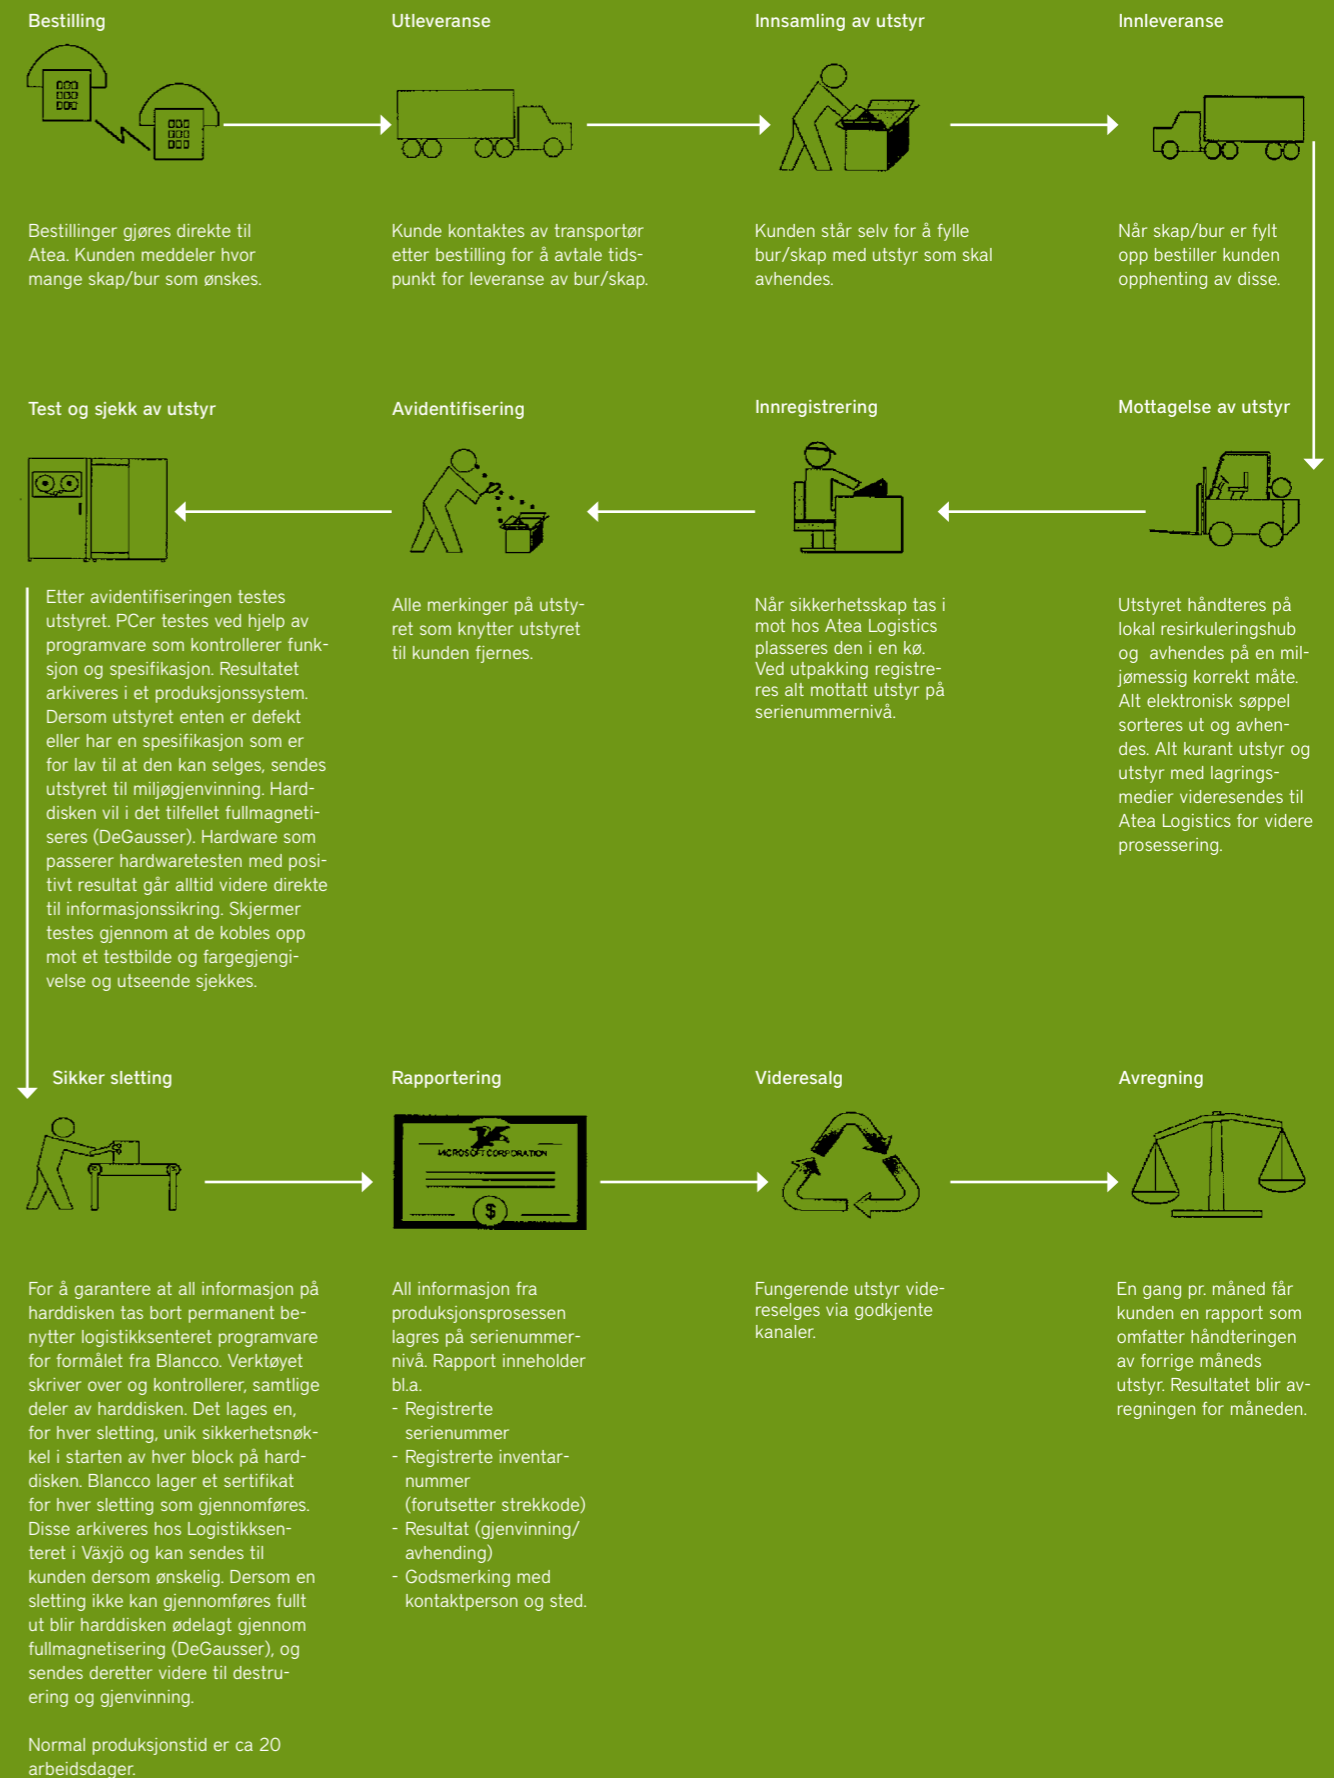 Bestilling
Bestillinger gjøres direkte til
Atea. Kunden meddeler hvor
mange skap/bur som ønskes.
Utleveranse
Kunde kontaktes av transportør
etter bestilling for å avtale tids-
punkt for leveranse av bur/skap.
Innsamling av utstyr
Kunden står selv for å fylle
bur/skap med utstyr som skal
avhendes.
Innleveranse
Når skap/bur er fylt
opp bestiller kunden
opphenting av disse.
Mottagelse av utstyr
Utstyret håndteres på
lokal resirkuleringshub
og avhendes på en mil-
jømessig korrekt måte.
Alt elektronisk søppel
sorteres ut og avhen-
des. Alt kurant utstyr og
utstyr med lagrings-
medier videresendes til
Atea Logistics for videre
prosessering.
Innregistrering
Når sikkerhetsskap tas i
mot hos Atea Logistics
plasseres den i en kø.
Ved utpakking registre-
res alt mottatt utstyr på
serienummernivå.
Avidentifisering
Alle merkinger på utsty-
ret som knytter utstyret
til kunden fjernes.
Test og sjekk av utstyr
Etter avidentifiseringen testes
utstyret. PCer testes ved hjelp av
programvare som kontrollerer funk-
sjon og spesifikasjon. Resultatet
arkiveres i et produksjonssystem.
Dersom utstyret enten er defekt
eller har en spesifikasjon som er
for lav til at den kan selges, sendes
utstyret til miljøgjenvinning. Hard-
disken vil i det tilfellet fullmagneti-
seres (DeGausser). Hardware som
passerer hardwaretesten med posi-
tivt resultat går alltid videre direkte
til informasjonssikring. Skjermer
testes gjennom at de kobles opp
mot et testbilde og fargegjengi-
velse og utseende sjekkes.
Sikker sletting
For å garantere at all informasjon på
harddisken tas bort permanent be-
nytter logistikksenteret programvare
for formålet fra Blancco. Verktøyet
skriver over og kontrollerer, samtlige
deler av harddisken. Det lages en,
for hver sletting, unik sikkerhetsnøk-
kel i starten av hver block på hard-
disken. Blancco lager et sertifikat
for hver sletting som gjennomføres.
Disse arkiveres hos Logistikksen-
teret i Växjö og kan sendes til
kunden dersom ønskelig. Dersom en
sletting ikke kan gjennomføres fullt
ut blir harddisken ødelagt gjennom
fullmagnetisering (DeGausser), og
sendes deretter videre til destru-
ering og gjenvinning.
Normal produksjonstid er ca 20
arbeidsdager.
Rapportering
MICROSOFT CORPORATION
$
All informasjon fra
produksjonsprosessen
lagres på serienummer-
nivå. Rapport inneholder
bl.a.
- Registrerte
serienummer
- Registrerte inventar-
nummer
(forutsetter strekkode)
- Resultat (gjenvinning/
avhending)
- Godsmerking med
kontaktperson og sted.
Videresalg
Fungerende utstyr vide-
reselges via godkjente
kanaler.
Avregning
En gang pr. måned får
kunden en rapport som
omfatter håndteringen
av forrige måneds
utstyr. Resultatet blir av-
regningen for måneden.